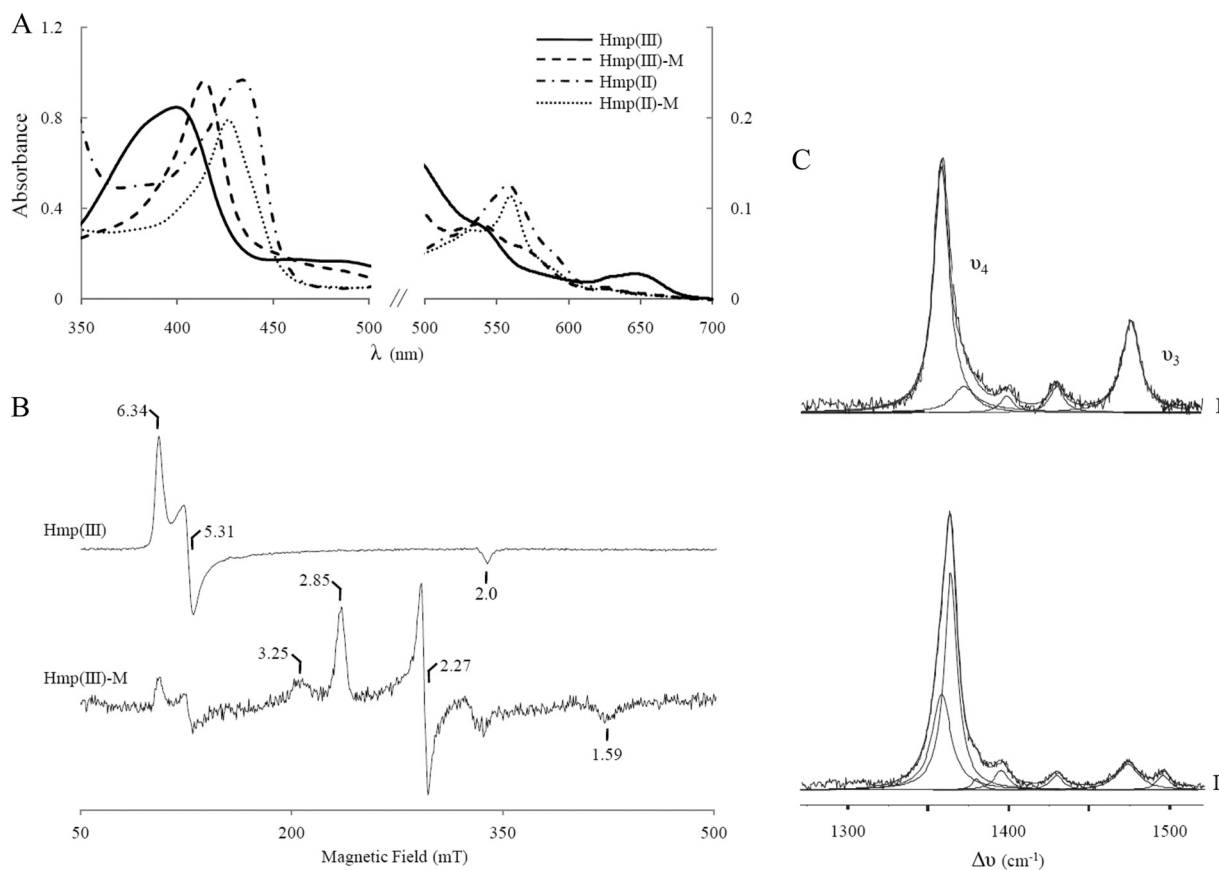 A
1.2
0.8
0.4
0
Absorbance
Hmp(III)
Hmp(III)-M
Hmp(II)
Hmp(II)-M
0.2
0.1
0
350 400 450 500 500 550 600 650 700
//
λ (nm)
B
6.34
5.31
Hmp(III)
2.0
2.85
3.25
2.27
Hmp(III)-M
1.59
50 200 350 500
Magnetic Field (mT)
C
υ4
υ3
1300 1400 1500
Δυ (cm-1)